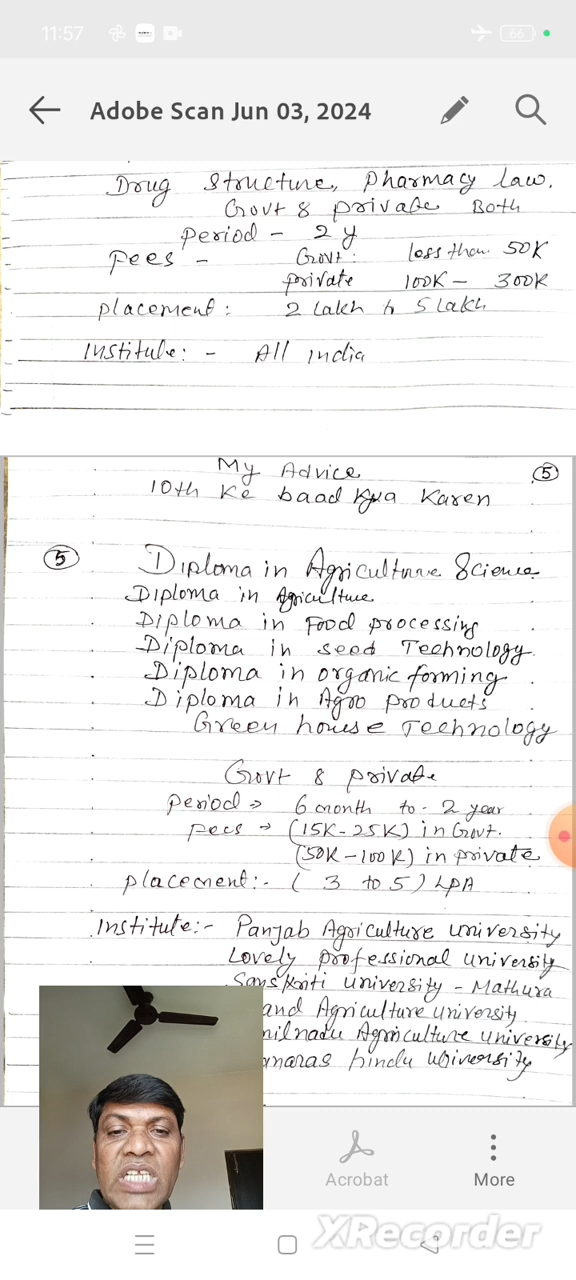 11:57
66
Adobe Scan Jun 03, 2024
Drug Structure, Pharmacy law.
Govt & private Both
period - 2 y
Fees - Govt: less than 50K
private 100K - 300K
placement: 2 lakh to 5 lakh
Institute: - All india
My Advice
5
10th ke baad kya karen
5
Diploma in Agriculture Science
Diploma in Agriculture
Diploma in Food processing
Diploma in seed Technology
Diploma in organic forming
Diploma in Agro products
Green house Technology
Govt & private
Period => 6 month to - 2 year
Fees → (15K-25K) in Govt.
(50K-100K) in private
placement:- ( 3 to 5) LPA
Institute:- Panjab Agriculture university
Lovely professional university
Sanskriti university - Mathura
and Agriculture university
milnadu Agriculture university
anaras hindu university
Acrobat
More
XRecorder